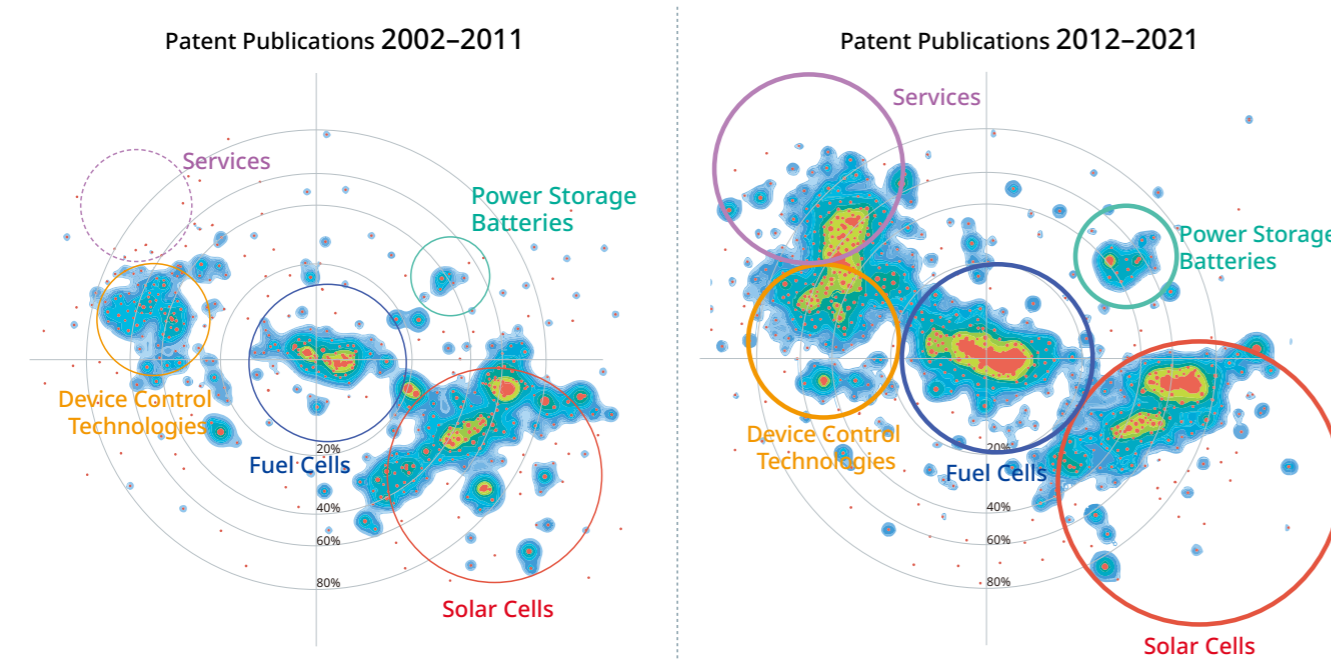 Patent Publications 2002–2011
Services
Power Storage
Batteries
Device Control
Technologies
Fuel Cells
20%
40%
60%
80%
Solar Cells
Patent Publications 2012–2021
Services
Power Storage
Batteries
Device Control
Technologies
Fuel Cells
20%
40%
60%
80%
Solar Cells